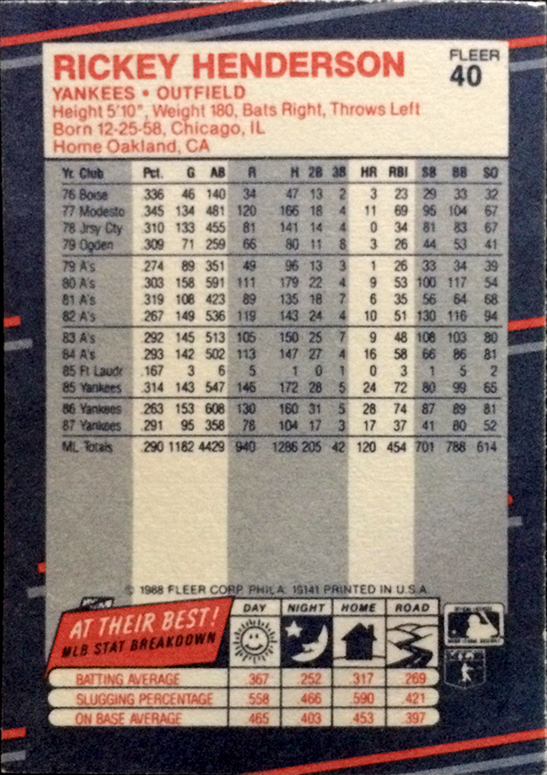 RICKEY HENDERSON
FLEER
40
YANKEES • OUTFIELD
Height 5'10", Weight 180, Bats Right, Throws Left
Born 12-25-58, Chicago, IL
Home Oakland, CA
Yr. Club Pct. G AB R H 2B 3B HR RBI SB BB SO
76 Boise .336 46 140 34 47 13 2 3 23 29 33 32
77 Modesto .345 134 481 120 166 18 4 11 69 95 104 67
78 Jrsy Cty .310 133 455 81 141 14 4 0 34 81 83 67
79 Ogden .309 71 259 66 80 11 8 3 26 44 53 41
79 A's .274 89 351 49 96 13 3 1 26 33 34 39
80 A's .303 158 591 111 179 22 4 9 53 100 117 54
81 A's .319 108 423 89 135 18 7 6 35 56 64 68
82 A's .267 149 536 119 143 24 4 10 51 130 116 94
83 A's .292 145 513 105 150 25 7 9 48 108 103 80
84 A's .293 142 502 113 147 27 4 16 58 66 86 81
85 Ft Laudr .167 3 6 5 1 0 1 0 3 1 5 2
85 Yankees .314 143 547 146 172 28 5 24 72 80 99 65
86 Yankees .263 153 608 130 160 31 5 28 74 87 89 81
87 Yankees .291 95 358 78 104 17 3 17 37 41 80 52
ML Totals .290 1182 4429 940 1286 205 42 120 454 701 788 614
© 1988 FLEER CORP. PHILA. 19141 PRINTED IN U.S.A.
AT THEIR BEST!
MLB STAT BREAKDOWN
DAY NIGHT HOME ROAD
BATTING AVERAGE .367 .252 .317 .269
SLUGGING PERCENTAGE .558 .466 .590 .421
ON BASE AVERAGE .465 .403 .453 .397